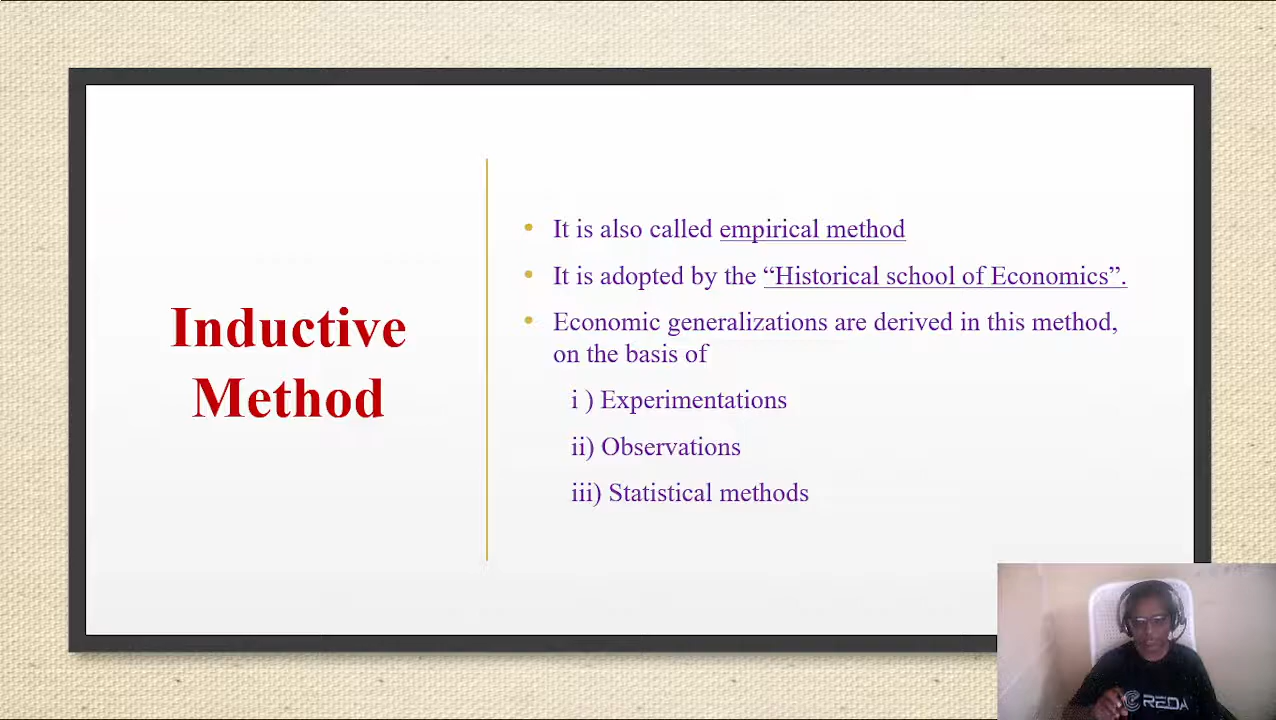 Inductive
Method
• It is also called empirical method
• It is adopted by the “Historical school of Economics”.
• Economic generalizations are derived in this method,
on the basis of
i ) Experimentations
ii) Observations
iii) Statistical methods
REDA